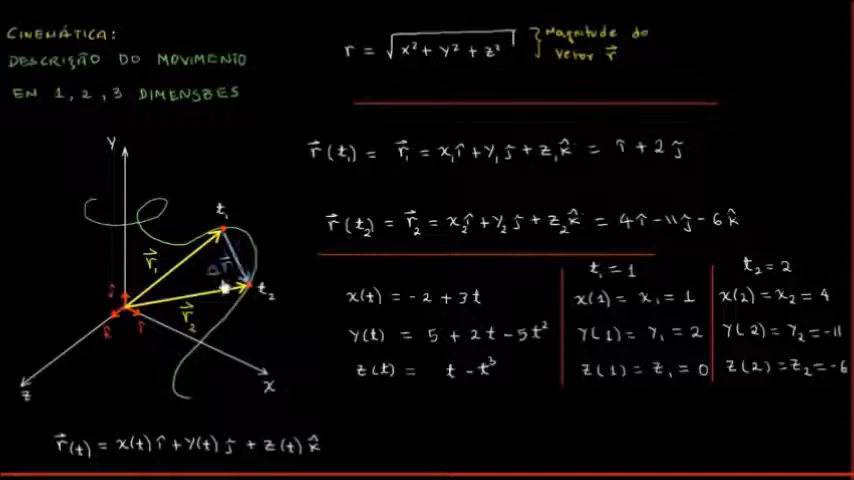 CINEMÁTICA:
DESCRIÇÃO DO MOVIMENTO
EN 1, 2, 3 DIMENSÕES
r = √(x² + y² + z²) } Magnitude do
vetor r⃗
r⃗(t₁) = r⃗₁ = x₁î + y₁ĵ + z₁k̂ = î + 2ĵ
r⃗(t₂) = r⃗₂ = x₂î + y₂ĵ + z₂k̂ = 4î - 11ĵ - 6k̂
y
t₁
r⃗₁
Δr⃗
t₂
r⃗₂
ĵ
k̂
î
x
z
x(t) = -2 + 3t
y(t) = 5 + 2t - 5t²
z(t) = t - t³
t₁ = 1
x(1) = x₁ = 1
y(1) = y₁ = 2
z(1) = z₁ = 0
t₂ = 2
x(2) = x₂ = 4
y(2) = y₂ = -11
z(2) = z₂ = -6
r⃗(t) = x(t)î + y(t)ĵ + z(t)k̂